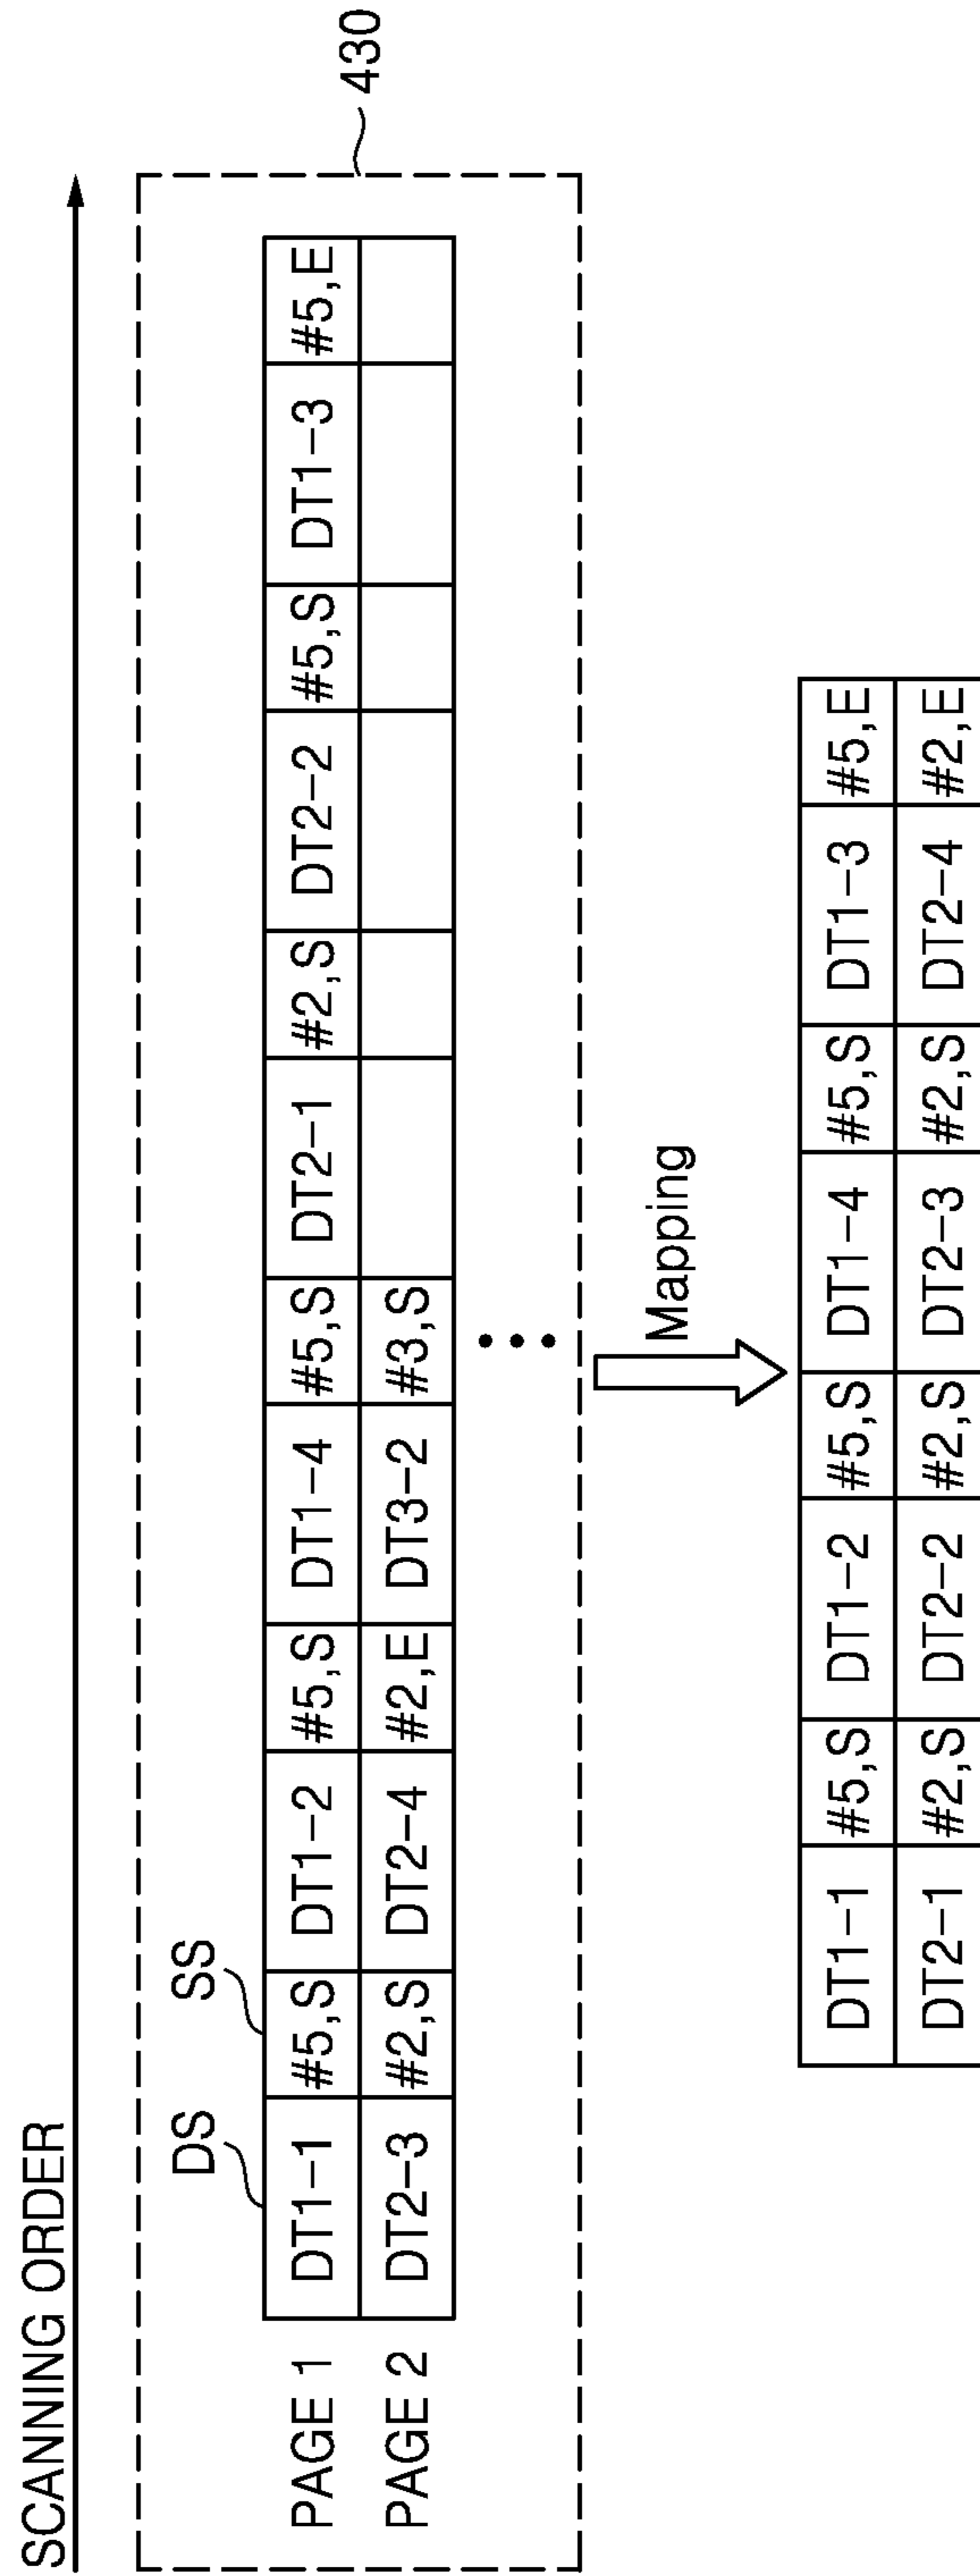 SCANNING ORDER
430
DS SS
PAGE 1 DT1-1 #5,S DT1-2 #5,S DT1-4 #5,S DT2-1 #2,S DT2-2 #5,S DT1-3 #5,E
PAGE 2 DT2-3 #2,S DT2-4 #2,E DT3-2 #3,S
Mapping
DT1-1 #5,S DT1-2 #5,S DT1-4 #5,S DT1-3 #5,E
DT2-1 #2,S DT2-2 #2,S DT2-3 #2,S DT2-4 #2,E